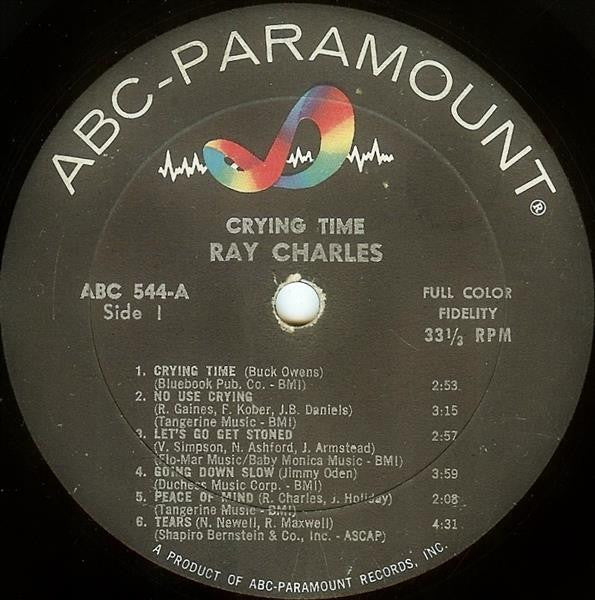 ABC-PARAMOUNT®
CRYING TIME
RAY CHARLES
ABC 544-A
Side 1
FULL COLOR
FIDELITY
33 1/3 RPM
1. CRYING TIME (Buck Owens)
(Bluebook Pub. Co. - BMI) 2:53
2. NO USE CRYING
(R. Gaines, F. Kober, J.B. Daniels) 3:15
(Tangerine Music - BMI)
3. LET'S GO GET STONED 2:57
(V. Simpson, N. Ashford, J. Armstead)
(Flo-Mar Music/Baby Monica Music - BMI)
4. GOING DOWN SLOW (Jimmy Oden) 3:59
(Duchess Music Corp. - BMI)
5. PEACE OF MIND (R. Charles, J. Holiday) 2:08
(Tangerine Music - BMI)
6. TEARS (N. Newell, R. Maxwell) 4:31
(Shapiro Bernstein & Co., Inc. - ASCAP)
A PRODUCT OF ABC-PARAMOUNT RECORDS, INC.